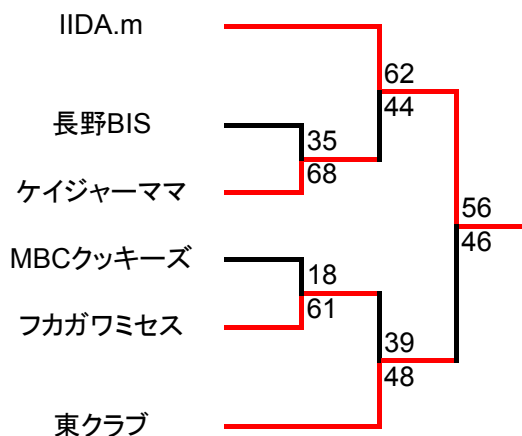 IIDA.m
62
44
長野BIS
35
68
ケイジャーママ
56
46
MBCクッキーズ
18
61
フカガワミセス
39
48
東クラブ